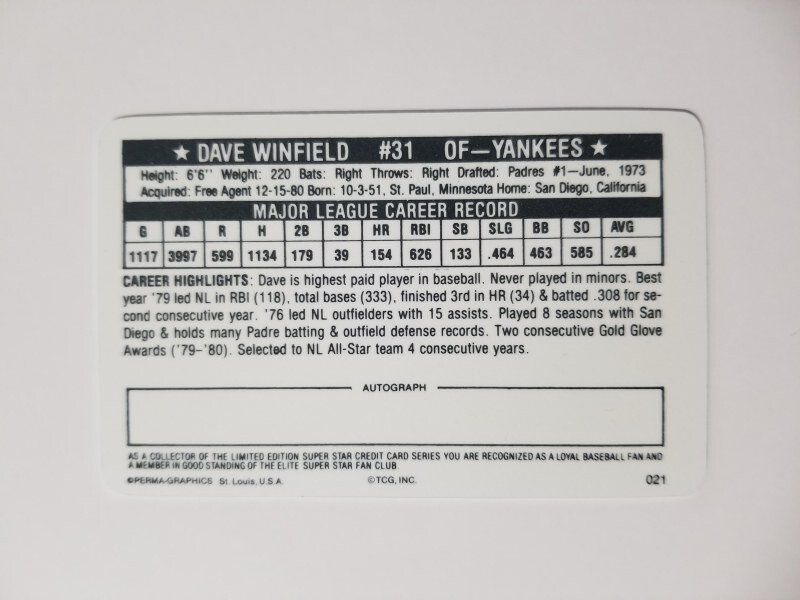 ★ DAVE WINFIELD #31 OF—YANKEES ★
Height: 6'6'' Weight: 220 Bats: Right Throws: Right Drafted: Padres #1—June, 1973
Acquired: Free Agent 12-15-80 Born: 10-3-51, St. Paul, Minnesota Home: San Diego, California
MAJOR LEAGUE CAREER RECORD
G AB R H 2B 3B HR RBI SB SLG BB SO AVG
1117 3997 599 1134 179 39 154 626 133 .464 463 585 .284
CAREER HIGHLIGHTS: Dave is highest paid player in baseball. Never played in minors. Best
year '79 led NL in RBI (118), total bases (333), finished 3rd in HR (34) & batted .308 for se-
cond consecutive year. '76 led NL outfielders with 15 assists. Played 8 seasons with San
Diego & holds many Padre batting & outfield defense records. Two consecutive Gold Glove
Awards ('79-'80). Selected to NL All-Star team 4 consecutive years.
AUTOGRAPH
AS A COLLECTOR OF THE LIMITED EDITION SUPER STAR CREDIT CARD SERIES YOU ARE RECOGNIZED AS A LOYAL BASEBALL FAN AND
A MEMBER IN GOOD STANDING OF THE ELITE SUPER STAR FAN CLUB.
©PERMA-GRAPHICS St. Louis, U.S.A. ©TCG, INC. 021